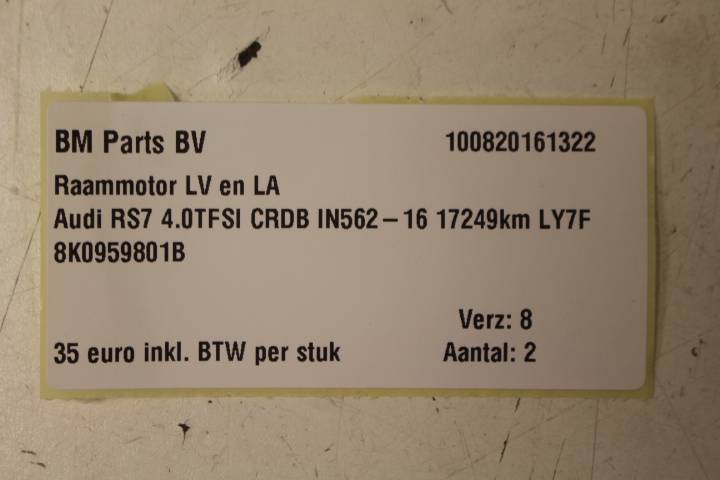 BM Parts BV 100820161322
Raammotor LV en LA
Audi RS7 4.0TFSI CRDB IN562-16 17249km LY7F
8K0959801B
Verz: 8
35 euro inkl. BTW per stuk Aantal: 2